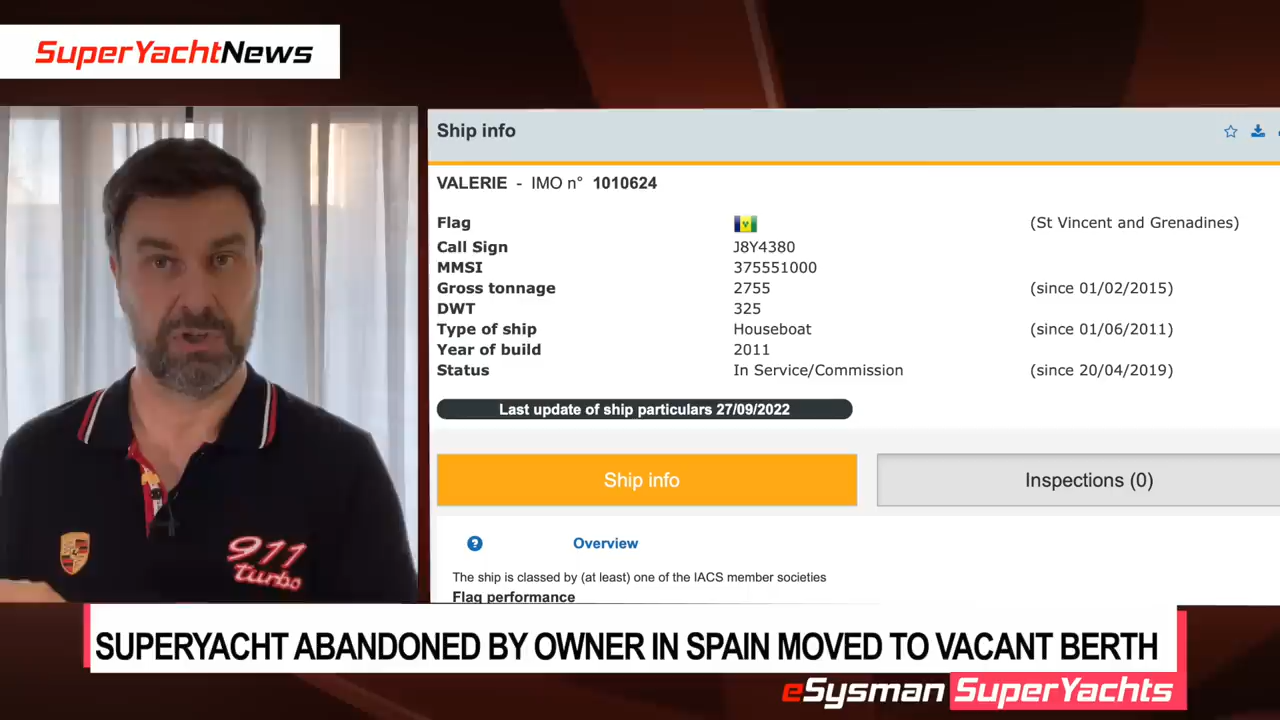 SuperYachtNews
Ship info
VALERIE - IMO n° 1010624
Flag (St Vincent and Grenadines)
Call Sign J8Y4380
MMSI 375551000
Gross tonnage 2755 (since 01/02/2015)
DWT 325
Type of ship Houseboat (since 01/06/2011)
Year of build 2011
Status In Service/Commission (since 20/04/2019)
Last update of ship particulars 27/09/2022
Ship info Inspections (0)
? Overview
The ship is classed by (at least) one of the IACS member societies
Flag performance
911
turbo
SUPERYACHT ABANDONED BY OWNER IN SPAIN MOVED TO VACANT BERTH
eSysman SuperYachts